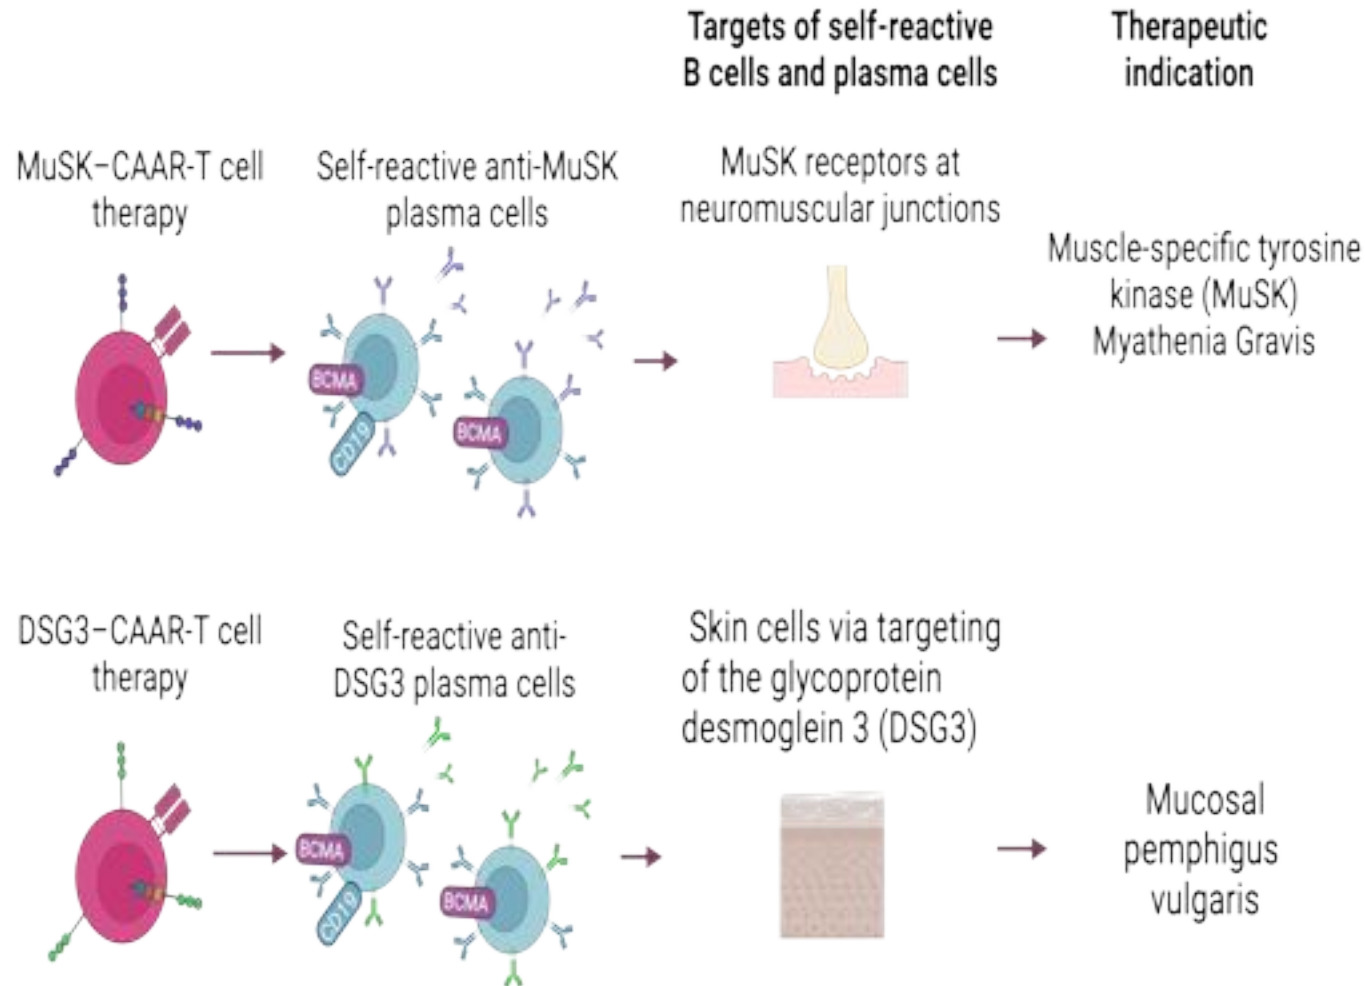 Targets of self-reactive
B cells and plasma cells
Therapeutic
indication
MuSK–CAAR-T cell
therapy
Self-reactive anti-MuSK
plasma cells
MuSK receptors at
neuromuscular junctions
Muscle-specific tyrosine
kinase (MuSK)
Myathenia Gravis
BCMA
CD19
BCMA
DSG3–CAAR-T cell
therapy
Self-reactive anti-
DSG3 plasma cells
Skin cells via targeting
of the glycoprotein
desmoglein 3 (DSG3)
Mucosal
pemphigus
vulgaris
BCMA
CD19
BCMA